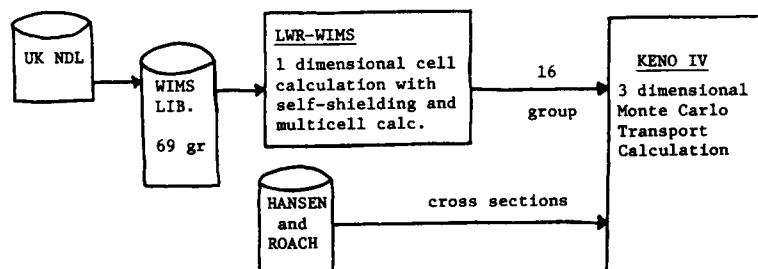 UK NDL
WIMS
LIB.
69 gr
LWR-WIMS
1 dimensional cell
calculation with
self-shielding and
multicell calc.
16
group
KENO IV
3 dimensional
Monte Carlo
Transport
Calculation
HANSEN
and
ROACH
cross sections